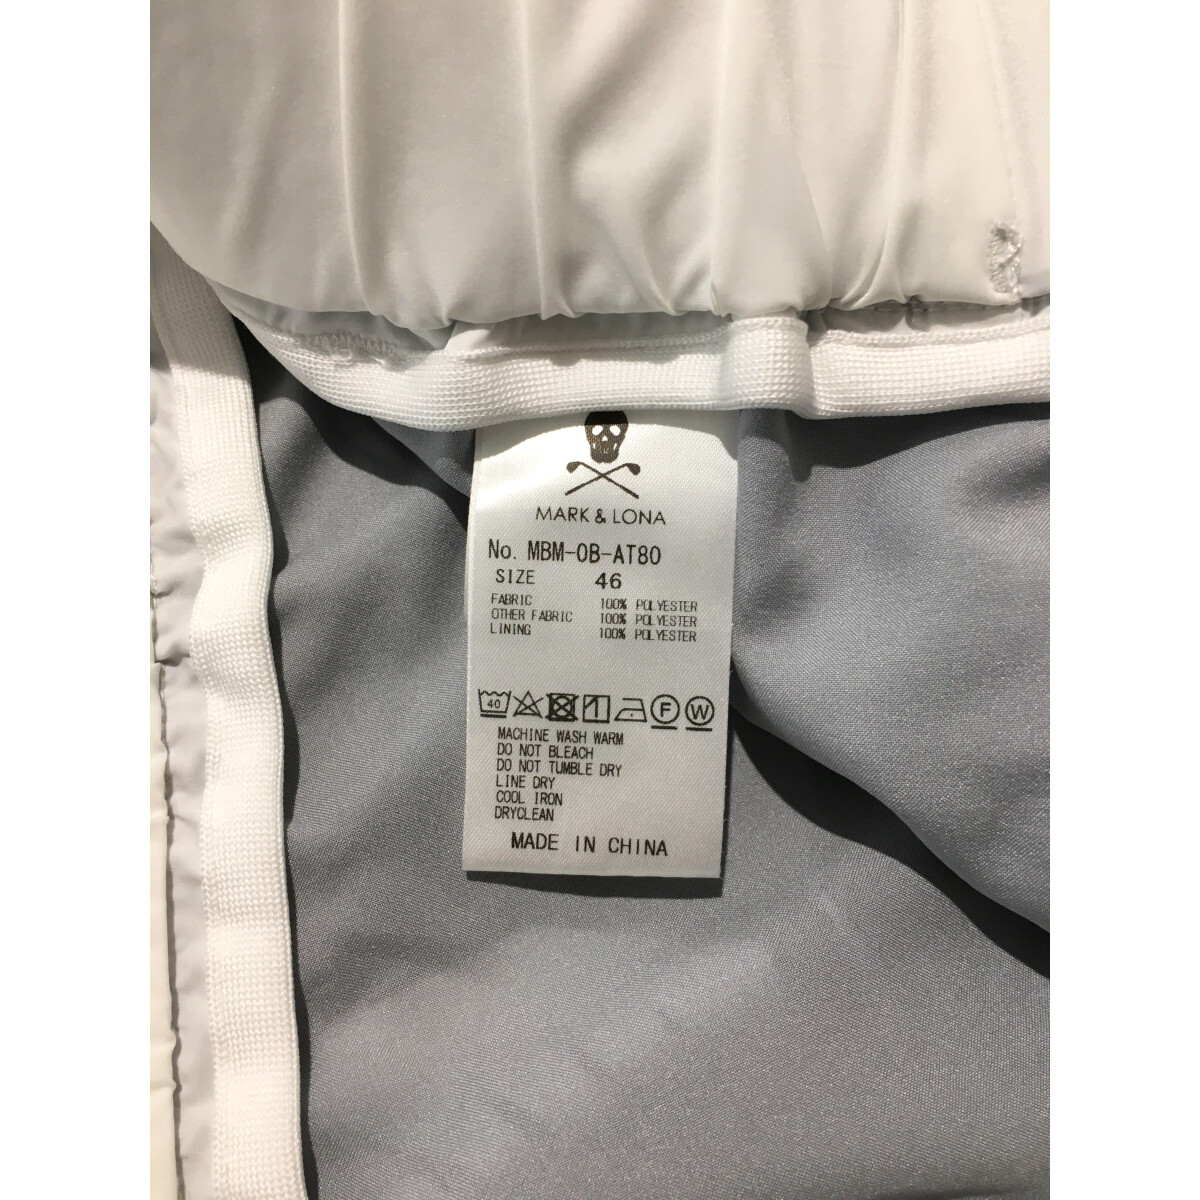 MARK & LONA
No. MBM-0B-AT80
SIZE 46
FABRIC 100% POLYESTER
OTHER FABRIC 100% POLYESTER
LINING 100% POLYESTER
40 F W
MACHINE WASH WARM
DO NOT BLEACH
DO NOT TUMBLE DRY
LINE DRY
COOL IRON
DRYCLEAN
MADE IN CHINA